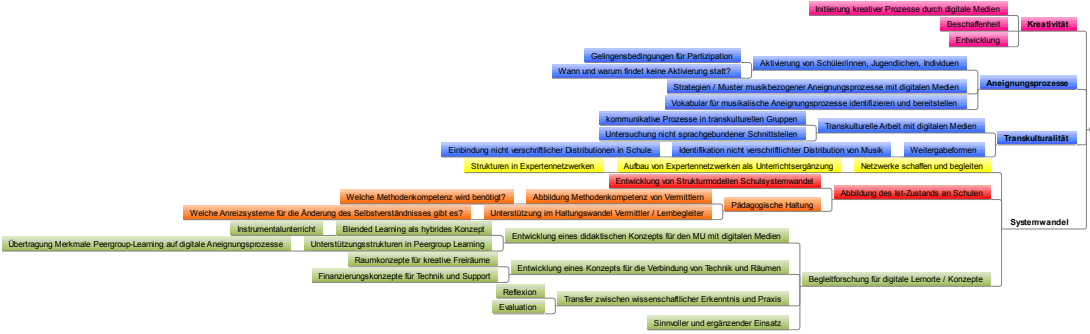 Initiierung kreativer Prozesse durch digitale Medien
Beschaffenheit
Kreativität
Entwicklung
Gelingensbedingungen für Partizipation
Aktivierung von Schüler/innen, Jugendlichen, Individuen
Wann und warum findet keine Aktivierung statt?
Aneignungsprozesse
Strategien / Muster musikbezogener Aneignungsprozesse mit digitalen Medien
Vokabular für musikalische Aneignungsprozesse identifizieren und bereitstellen
kommunikative Prozesse in transkulturellen Gruppen
Transkulturelle Arbeit mit digitalen Medien
Untersuchung nicht sprachgebundener Schnittstellen
Transkulturalität
Einbindung nicht verschriftlicher Distributionen in Schule
Identifikation nicht verschriftlichter Distribution von Musik
Weitergabeformen
Strukturen in Expertennetzwerken
Aufbau von Expertennetzwerken als Unterrichtsergänzung
Netzwerke schaffen und begleiten
Entwicklung von Strukturmodellen Schulsystemwandel
Abbildung des Ist-Zustands an Schulen
Welche Methodenkompetenz wird benötigt?
Abbildung Methodenkompetenz von Vermittlern
Pädagogische Haltung
Welche Anreizsysteme für die Änderung des Selbstverständnisses gibt es?
Unterstützung im Haltungswandel Vermittler / Lernbegleiter
Systemwandel
Instrumentalunterricht
Blended Learning als hybrides Konzept
Entwicklung eines didaktischen Konzepts für den MU mit digitalen Medien
Übertragung Merkmale Peergroup-Learning auf digitale Aneignungsprozesse
Unterstützungsstrukturen in Peergroup Learning
Raumkonzepte für kreative Freiräume
Entwicklung eines Konzepts für die Verbindung von Technik und Räumen
Finanzierungskonzepte für Technik und Support
Begleitforschung für digitale Lernorte / Konzepte
Reflexion
Transfer zwischen wissenschaftlicher Erkenntnis und Praxis
Evaluation
Sinnvoller und ergänzender Einsatz